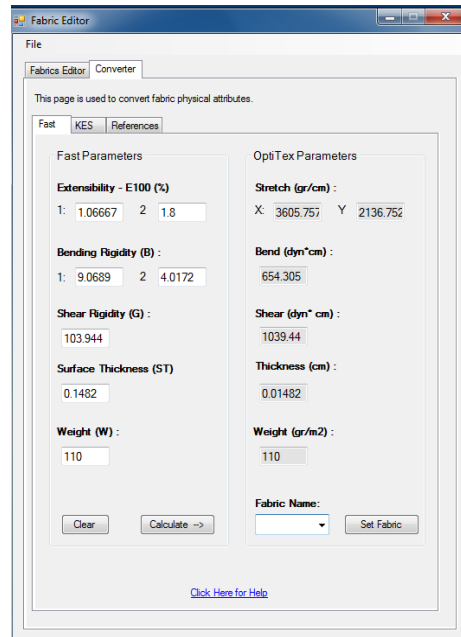 Fabric Editor
File
Fabrics Editor Converter
This page is used to convert fabric physical attributes.
Fast KES References
Fast Parameters
Extensibility - E100 (%)
1: 1.06667 2 1.8
Bending Rigidity (B) :
1: 9.0689 2 4.0172
Shear Rigidity (G) :
103.944
Surface Thickness (ST)
0.1482
Weight (W) :
110
Clear Calculate -->
OptiTex Parameters
Stretch (gr/cm) :
X: 3605.757 Y 2136.752
Bend (dyn*cm) :
654.305
Shear (dyn* cm) :
1039.44
Thickness (cm) :
0.01482
Weight (gr/m2) :
110
Fabric Name:
Set Fabric
Click Here for Help